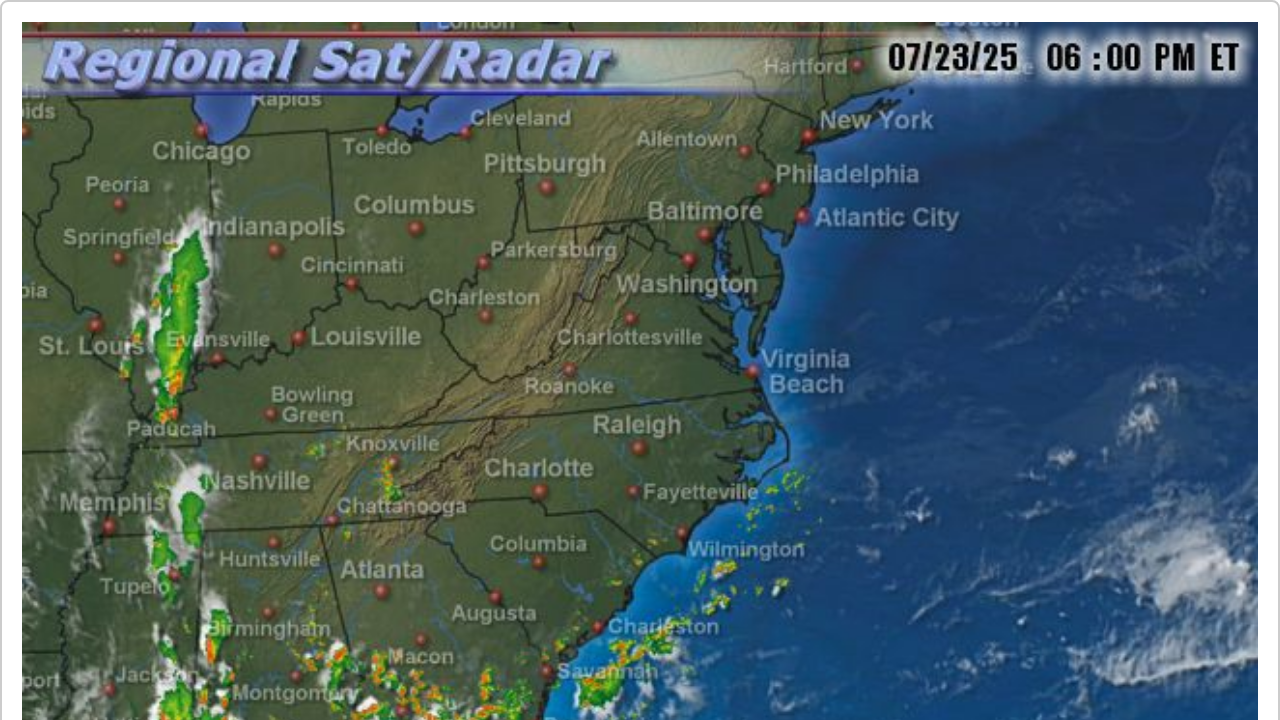 London
Boston
Regional Sat/Radar
07/23/25 06 :00 PM ET
Hartford
Rapids
Cleveland
New York
Chicago
Toledo
Allentown
Pittsburgh
Philadelphia
Peoria
Columbus
Baltimore
Atlantic City
Springfield
Indianapolis
Parkersburg
Cincinnati
Washington
Charleston
St. Louis
Evansville
Louisville
Charlottesville
Virginia
Beach
Roanoke
Bowling
Green
Paducah
Raleigh
Knoxville
Nashville
Charlotte
Memphis
Chattanooga
Fayetteville
Huntsville
Columbia
Wilmington
Atlanta
Tupelo
Augusta
Birmingham
Charleston
Macon
Jackson
Savannah
Montgomery